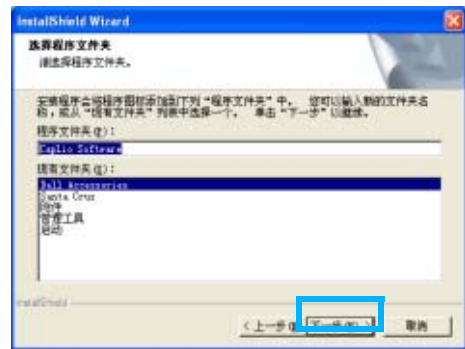 InstallShield Wizard
选择程序文件夹
请选择程序文件夹。
安装程序会将程序图标添加到下列“程序文件夹”中。 您可以输入新的文件夹名
称，或从“现有文件夹”列表中选择一个。 单击“下一步”以继续。
程序文件夹(P)：
Caplio Software
现有文件夹(X)：
Dell Accessories
Santa Cruz
附件
管理工具
启动
InstallShield
<上一步(B) 下一步(N) > 取消